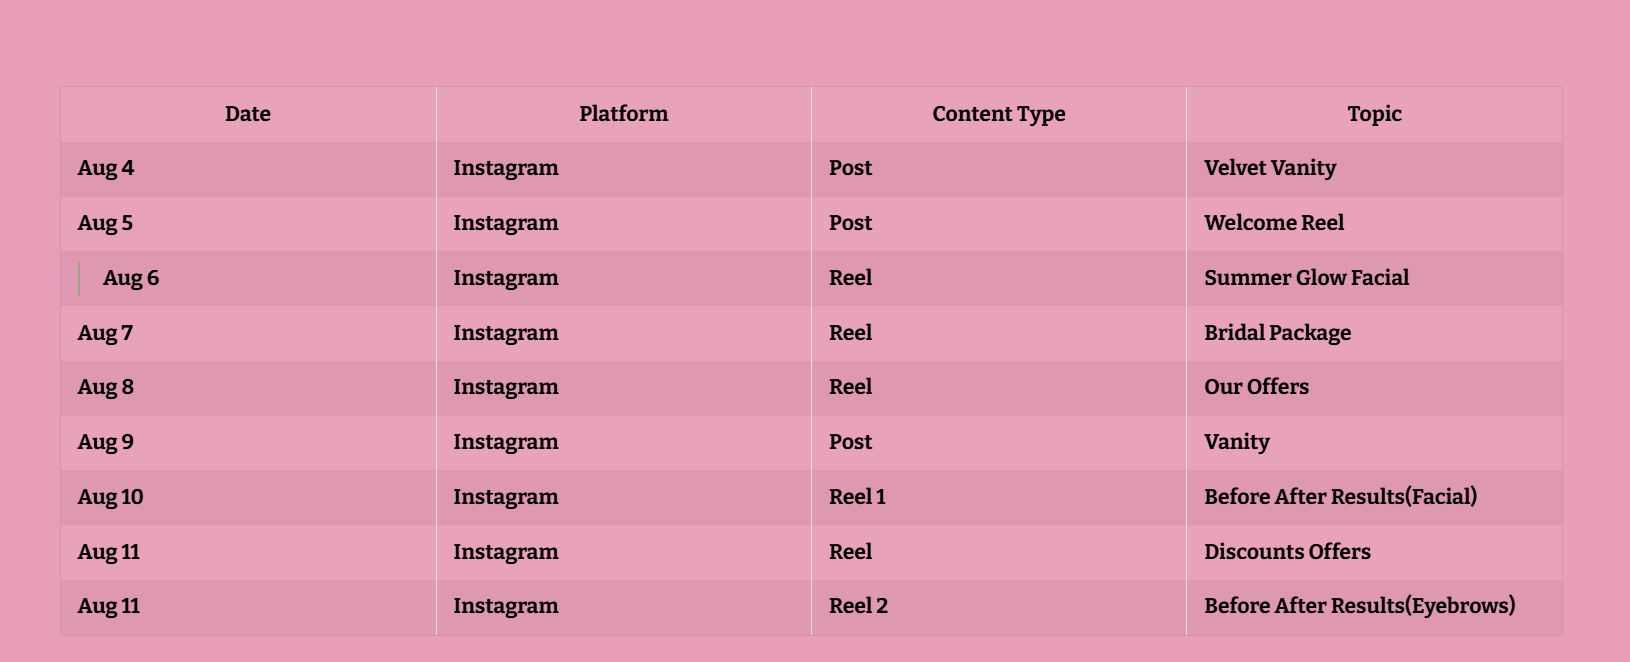 Date Platform Content Type Topic
Aug 4 Instagram Post Velvet Vanity
Aug 5 Instagram Post Welcome Reel
Aug 6 Instagram Reel Summer Glow Facial
Aug 7 Instagram Reel Bridal Package
Aug 8 Instagram Reel Our Offers
Aug 9 Instagram Post Vanity
Aug 10 Instagram Reel 1 Before After Results(Facial)
Aug 11 Instagram Reel Discounts Offers
Aug 11 Instagram Reel 2 Before After Results(Eyebrows)